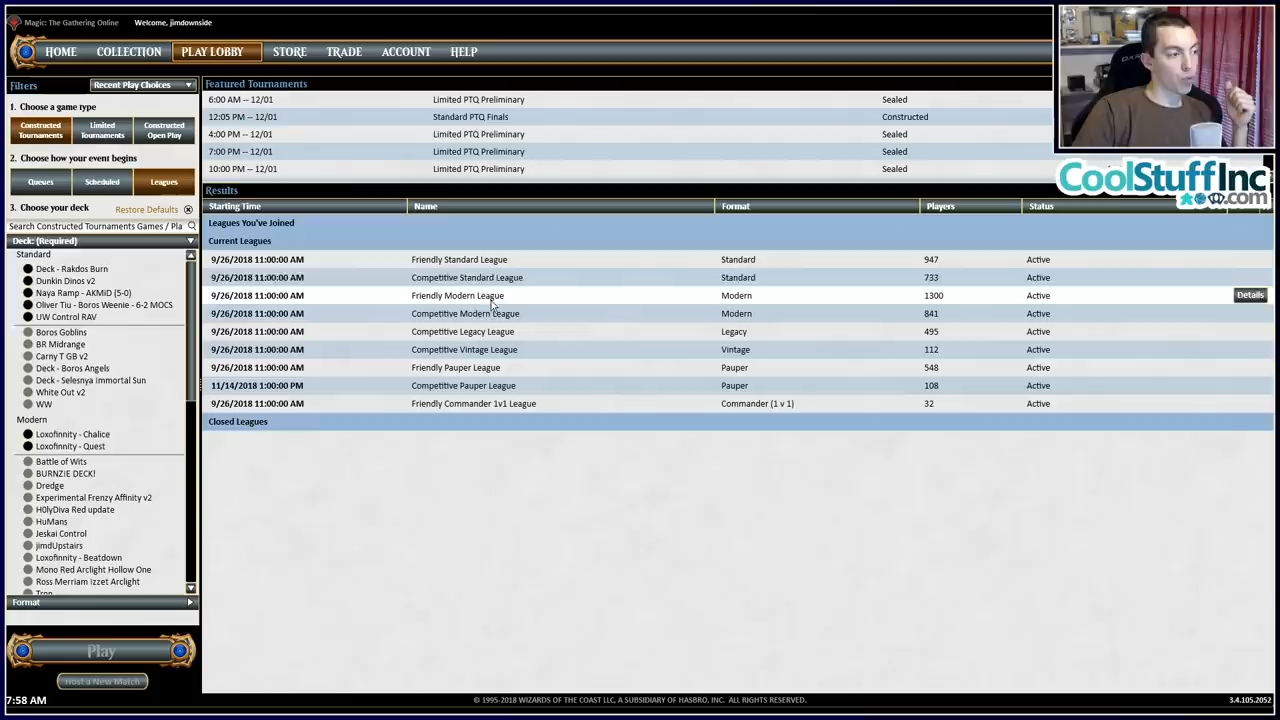 Magic: The Gathering Online Welcome, jimdownside
HOME COLLECTION PLAY LOBBY STORE TRADE ACCOUNT HELP
Filters Recent Play Choices
1. Choose a game type
Constructed Tournaments Limited Tournaments Constructed Open Play
2. Choose how your event begins
Queues Scheduled Leagues
3. Choose your deck Restore Defaults
Search Constructed Tournaments Games / Pla
Deck: (Required)
Standard
Deck - Rakdos Burn
Dunkin Dinos v2
Naya Ramp - AKMiD (5-0)
Oliver Tiu - Boros Weenie - 6-2 MOCS
UW Control RAV
Boros Goblins
BR Midrange
Carny T GB v2
Deck - Boros Angels
Deck - Selesnya Immortal Sun
White Out v2
WW
Modern
Loxofinnity - Chalice
Loxofinnity - Quest
Battle of Wits
BURNZIE DECK!
Dredge
Experimental Frenzy Affinity v2
H0lyDiva Red update
HuMans
Jeskai Control
jimdUpstairs
Loxofinnity - Beatdown
Mono Red Arclight Hollow One
Ross Merriam Izzet Arclight
Tron
Format
Play
Host a New Match
7:58 AM
Featured Tournaments
6:00 AM -- 12/01 Limited PTQ Preliminary Sealed
12:05 PM -- 12/01 Standard PTQ Finals Constructed
4:00 PM -- 12/01 Limited PTQ Preliminary Sealed
7:00 PM -- 12/01 Limited PTQ Preliminary Sealed
10:00 PM -- 12/01 Limited PTQ Preliminary Sealed
CoolStuffInc
.com
Results
Starting Time Name Format Players Status
Leagues You've Joined
Current Leagues
9/26/2018 11:00:00 AM Friendly Standard League Standard 947 Active
9/26/2018 11:00:00 AM Competitive Standard League Standard 733 Active
9/26/2018 11:00:00 AM Friendly Modern League Modern 1300 Active Details
9/26/2018 11:00:00 AM Competitive Modern League Modern 841 Active
9/26/2018 11:00:00 AM Competitive Legacy League Legacy 495 Active
9/26/2018 11:00:00 AM Competitive Vintage League Vintage 112 Active
9/26/2018 11:00:00 AM Friendly Pauper League Pauper 548 Active
11/14/2018 1:00:00 PM Competitive Pauper League Pauper 108 Active
9/26/2018 11:00:00 AM Friendly Commander 1v1 League Commander (1 v 1) 32 Active
Closed Leagues
© 1995-2018 WIZARDS OF THE COAST LLC, A SUBSIDIARY OF HASBRO, INC. ALL RIGHTS RESERVED.
3.4.105.2052